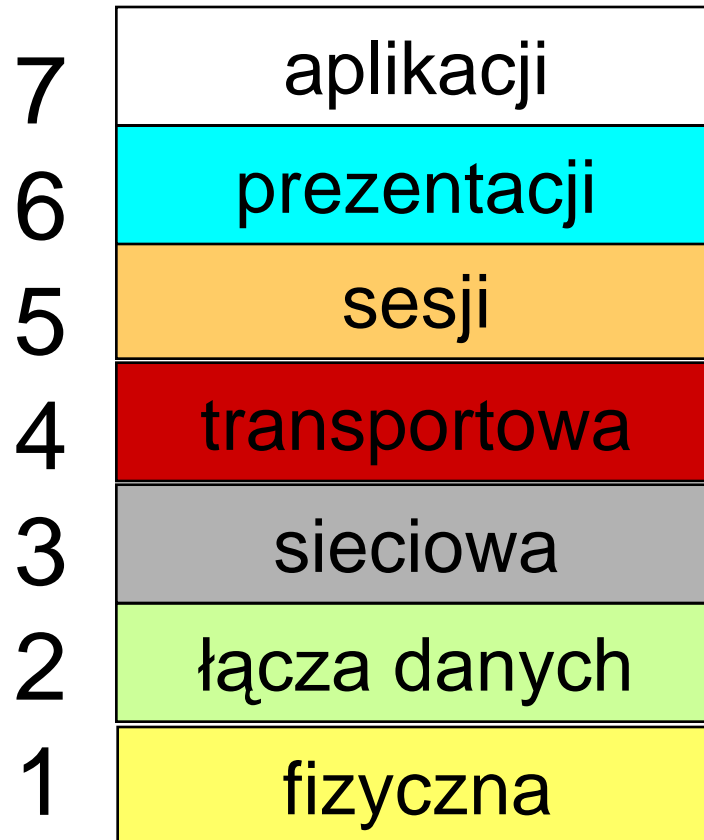 7 aplikacji
6 prezentacji
5 sesji
4 transportowa
3 sieciowa
2 łącza danych
1 fizyczna